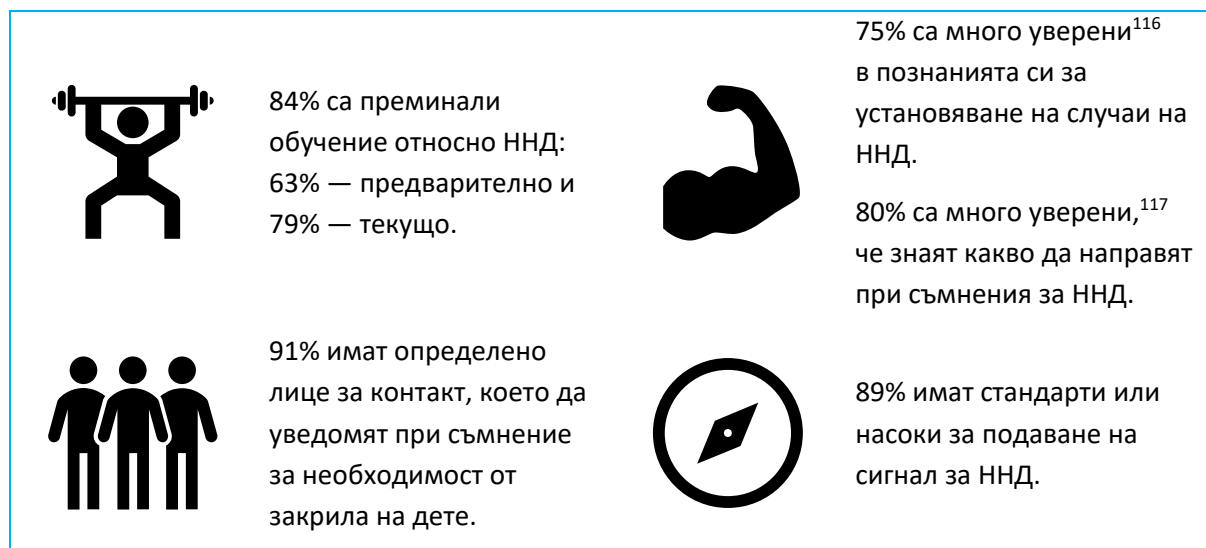 84% са преминали
обучение относно ННД:
63% — предварително и
79% — текущо.
75% са много уверени116
в познанията си за
установяване на случаи на
ННД.
80% са много уверени,117
че знаят какво да направят
при съмнения за ННД.
91% имат определено
лице за контакт, което да
уведомят при съмнение
за необходимост от
закрила на дете.
89% имат стандарти или
насоки за подаване на
сигнал за ННД.